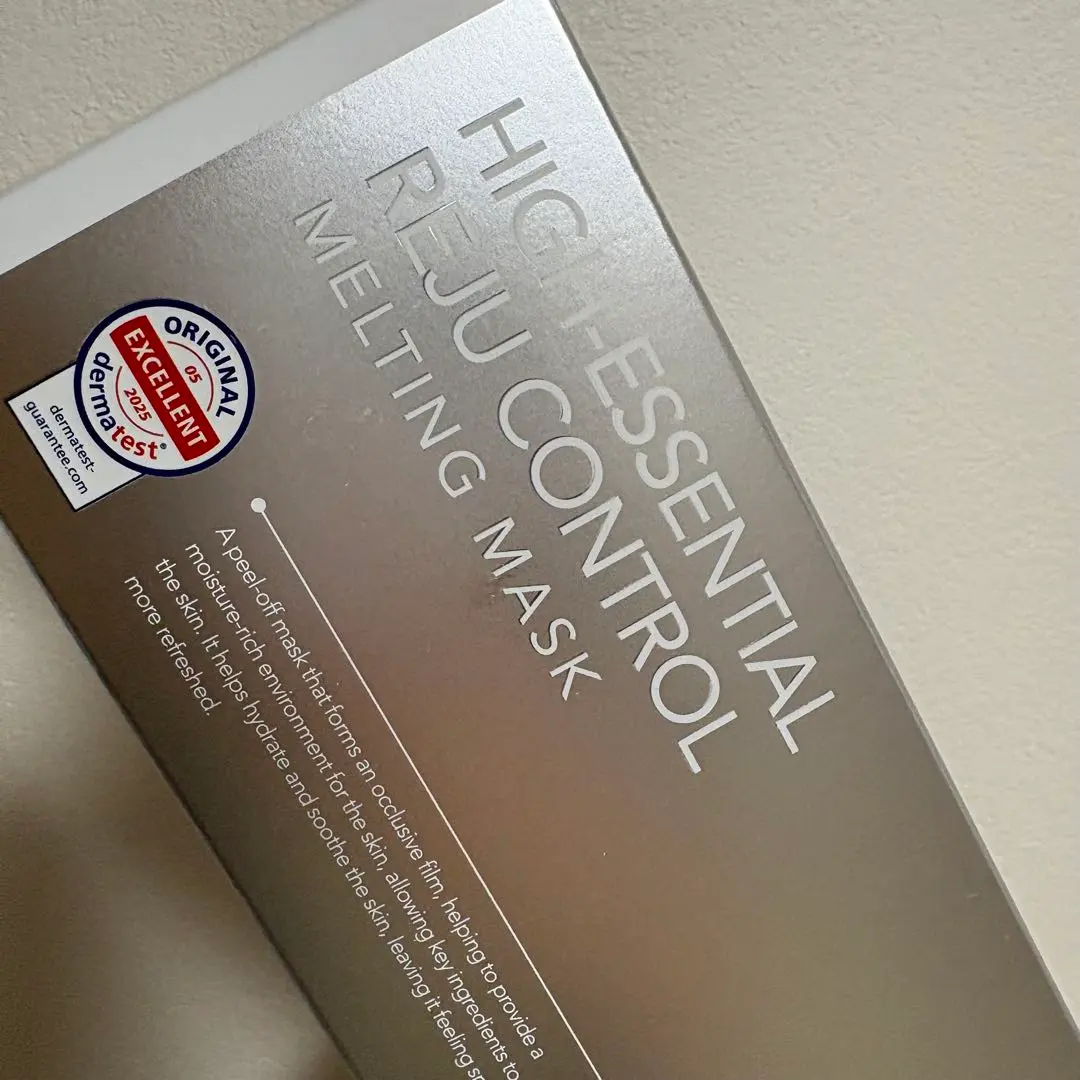 HIGH-ESSENTIAL
REJU CONTROL
MELTING MASK
ORIGINAL
05
EXCELLENT
2025
dermatest®
dermatest-
guarantee.com
A peel-off mask that forms an occlusive film, helping to provide a
moisture-rich environment for the skin, allowing key ingredients to
the skin. It helps hydrate and soothe the skin, leaving it feeling
more refreshed.